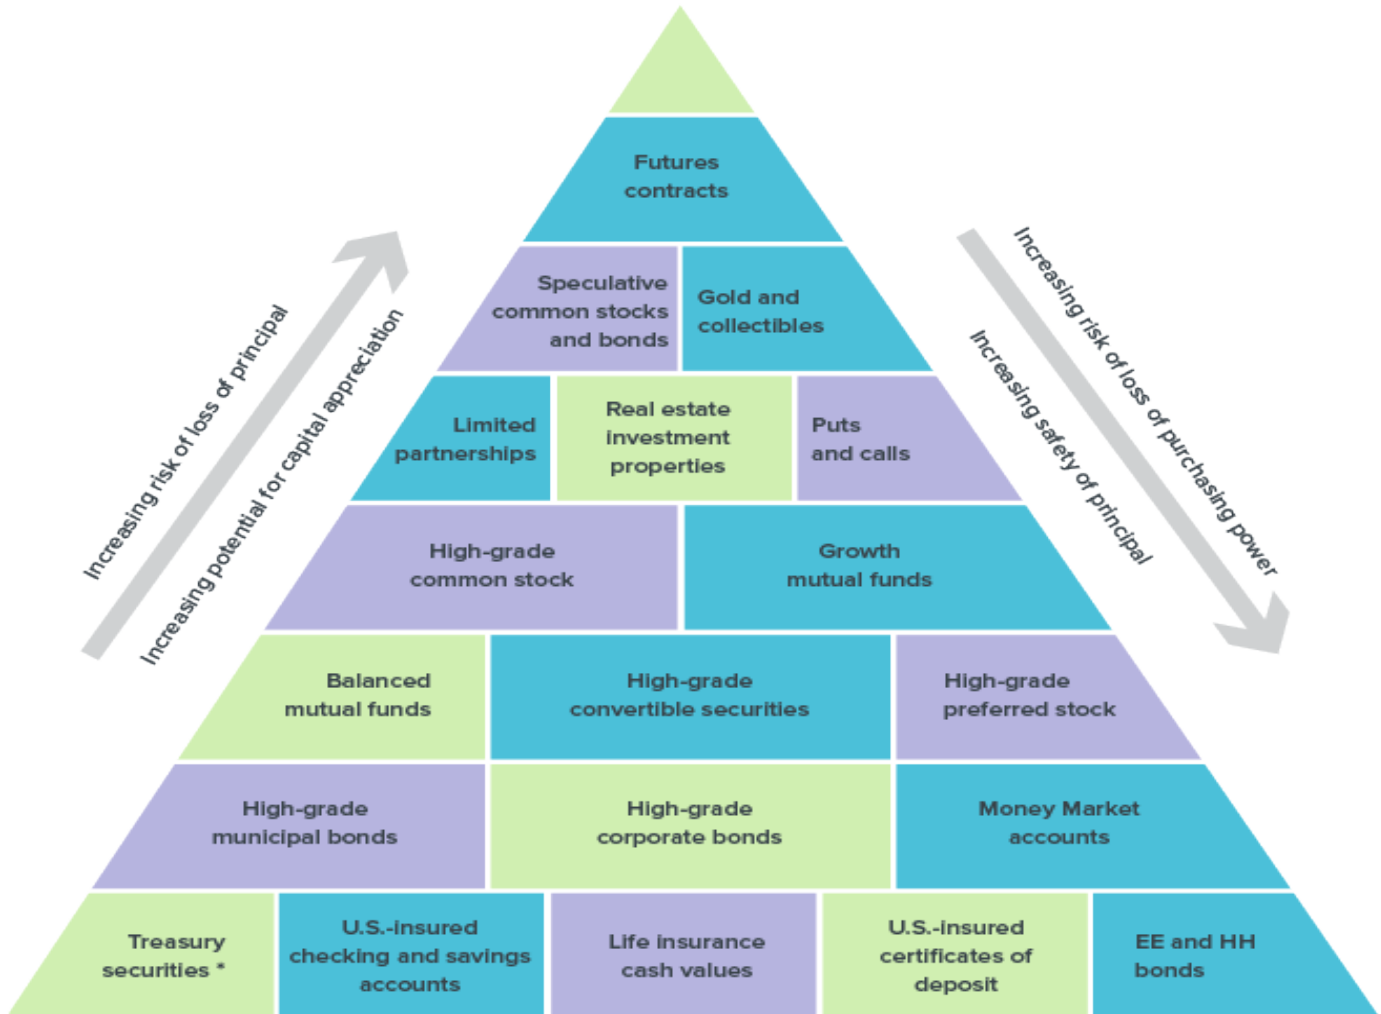 Futures
contracts
Speculative
common stocks
and bonds
Gold and
collectibles
Limited
partnerships
Real estate
investment
properties
Puts
and calls
High-grade
common stock
Growth
mutual funds
Balanced
mutual funds
High-grade
convertible securities
High-grade
preferred stock
High-grade
municipal bonds
High-grade
corporate bonds
Money Market
accounts
Treasury
securities *
U.S.-insured
checking and savings
accounts
Life insurance
cash values
U.S.-insured
certificates of
deposit
EE and HH
bonds
Increasing risk of loss of principal
Increasing potential for capital appreciation
Increasing risk of loss of purchasing power
Increasing safety of principal